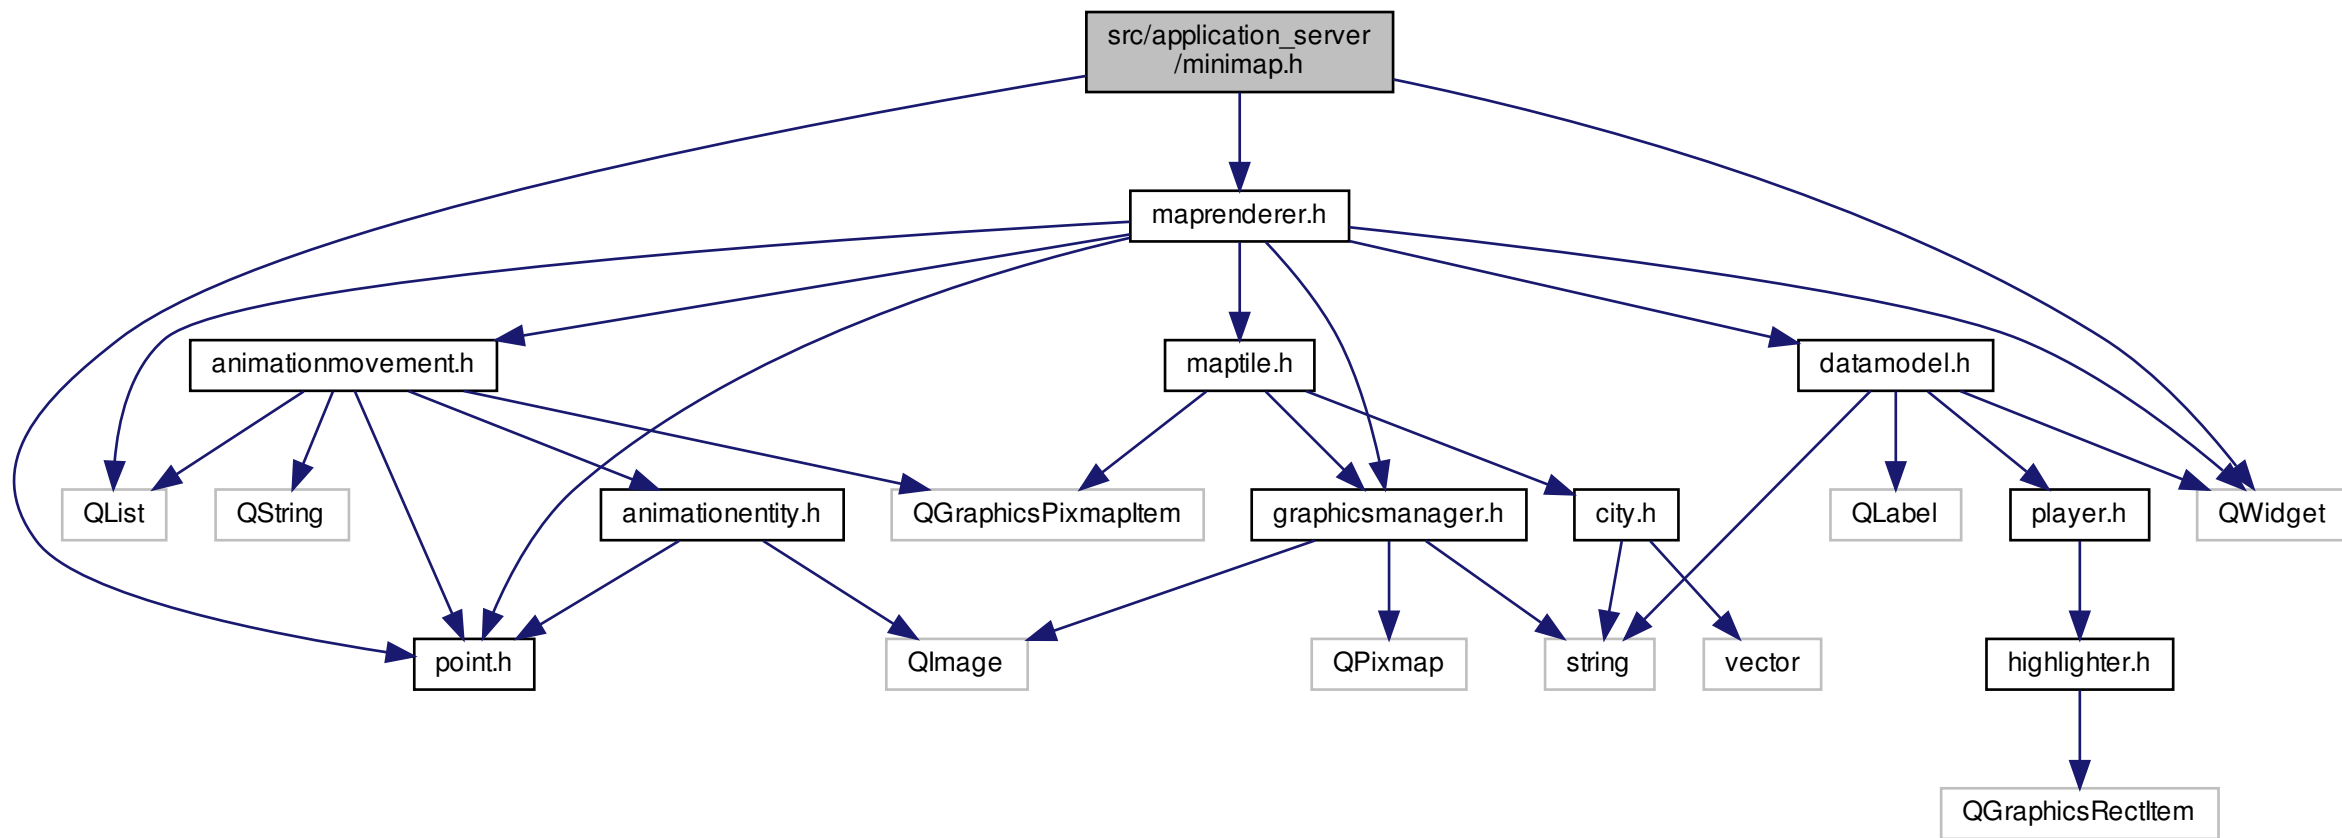 src/application_server
/minimap.h
maprenderer.h
animationmovement.h
maptile.h
datamodel.h
QList
QString
animationentity.h
QGraphicsPixmapItem
graphicsmanager.h
city.h
QLabel
player.h
QWidget
point.h
QImage
QPixmap
string
vector
highlighter.h
QGraphicsRectItem